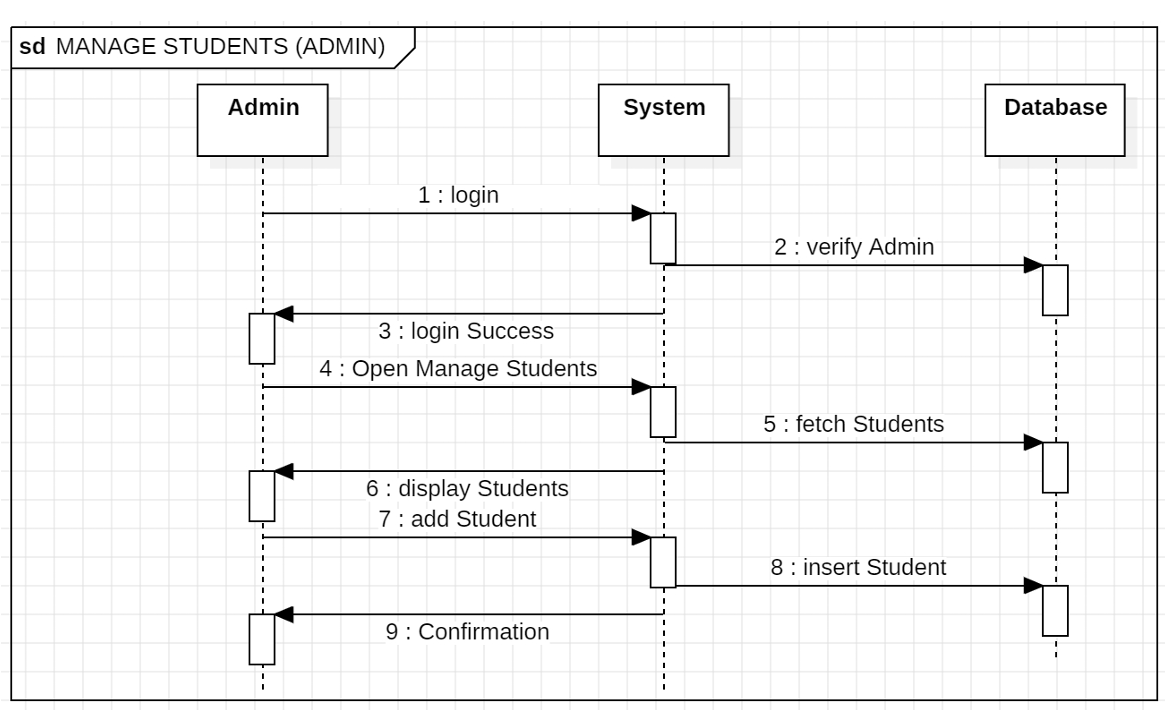 sd MANAGE STUDENTS (ADMIN)
Admin
System
Database
1 : login
2 : verify Admin
3 : login Success
4 : Open Manage Students
5 : fetch Students
6 : display Students
7 : add Student
8 : insert Student
9 : Confirmation